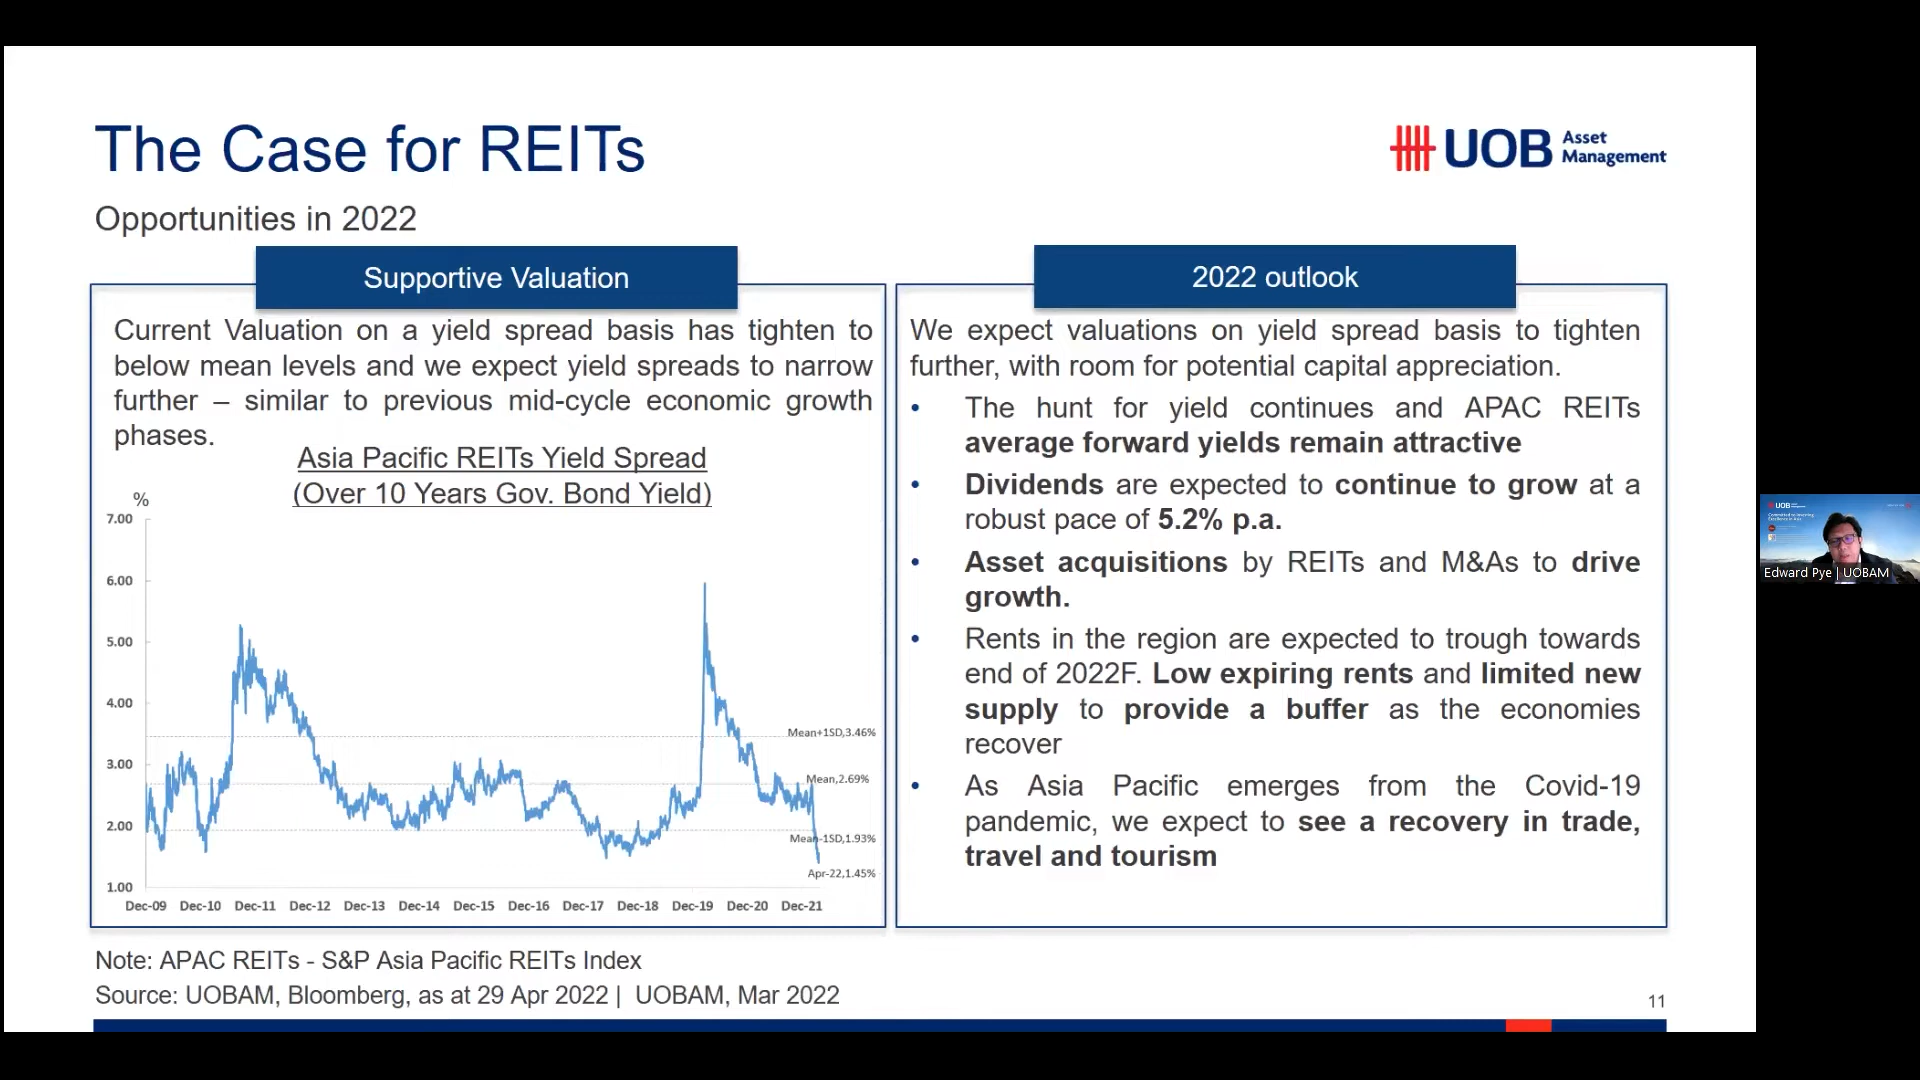 The Case for REITs
UOB Asset Management
Opportunities in 2022
Supportive Valuation
Current Valuation on a yield spread basis has tighten to
below mean levels and we expect yield spreads to narrow
further – similar to previous mid-cycle economic growth
phases.
Asia Pacific REITs Yield Spread
(Over 10 Years Gov. Bond Yield)
%
7.00
6.00
5.00
4.00
3.00
2.00
1.00
Mean+1SD,3.46%
Mean,2.69%
Mean-1SD,1.93%
Apr-22,1.45%
Dec-09 Dec-10 Dec-11 Dec-12 Dec-13 Dec-14 Dec-15 Dec-16 Dec-17 Dec-18 Dec-19 Dec-20 Dec-21
2022 outlook
We expect valuations on yield spread basis to tighten
further, with room for potential capital appreciation.
• The hunt for yield continues and APAC REITs
average forward yields remain attractive
• Dividends are expected to continue to grow at a
robust pace of 5.2% p.a.
• Asset acquisitions by REITs and M&As to drive
growth.
• Rents in the region are expected to trough towards
end of 2022F. Low expiring rents and limited new
supply to provide a buffer as the economies
recover
• As Asia Pacific emerges from the Covid-19
pandemic, we expect to see a recovery in trade,
travel and tourism
Note: APAC REITs - S&P Asia Pacific REITs Index
Source: UOBAM, Bloomberg, as at 29 Apr 2022 | UOBAM, Mar 2022
11
UOB
Edward Pye | UOBAM